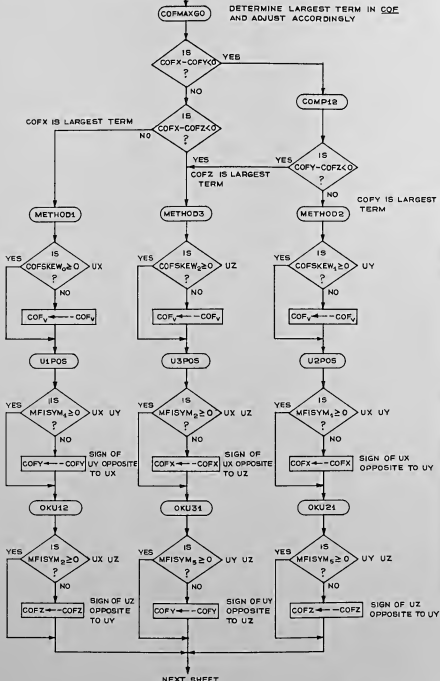 COFMAXGO
DETERMINE LARGEST TERM IN COF
AND ADJUST ACCORDINGLY
IS
COFX-COFY<0
?
YES
NO
COMP12
COFX IS LARGEST TERM
IS
COFX-COFZ<0
?
NO
YES
COFZ IS LARGEST
TERM
YES
IS
COFY-COFZ<0
?
NO
COFY IS LARGEST
TERM
METHOD1
METHOD3
METHOD2
YES
IS
COFSKEW₀≥0
?
UX
NO
YES
IS
COFSKEW₂≥0
?
UZ
NO
YES
IS
COFSKEW₁≥0
?
UY
NO
COFᵥ ← -COFᵥ
COFᵥ ← -COFᵥ
COFᵥ ← -COFᵥ
U1POS
U3POS
U2POS
YES
IS
MFISYM₁≥0
?
UX UY
NO
YES
IS
MFISYM₂≥0
?
UX UZ
NO
YES
IS
MFISYM₁≥0
?
UX UY
NO
COFY ← -COFY
SIGN OF
UY OPPOSITE
TO UX
COFX ← -COFX
SIGN OF
UX OPPOSITE
TO UZ
COFX ← -COFX
SIGN OF UX
OPPOSITE TO UY
OKU12
OKU31
OKU21
YES
IS
MFISYM₂≥0
?
UX UZ
NO
YES
IS
MFISYM₅≥0
?
UY UZ
NO
YES
IS
MFISYM₅≥0
?
UY UZ
NO
COFZ ← -COFZ
SIGN OF UZ
OPPOSITE
TO UY
COFY ← -COFY
SIGN OF UY
OPPOSITE
TO UZ
COFZ ← -COFZ
SIGN OF UZ
OPPOSITE TO UY
NEXT SHEET